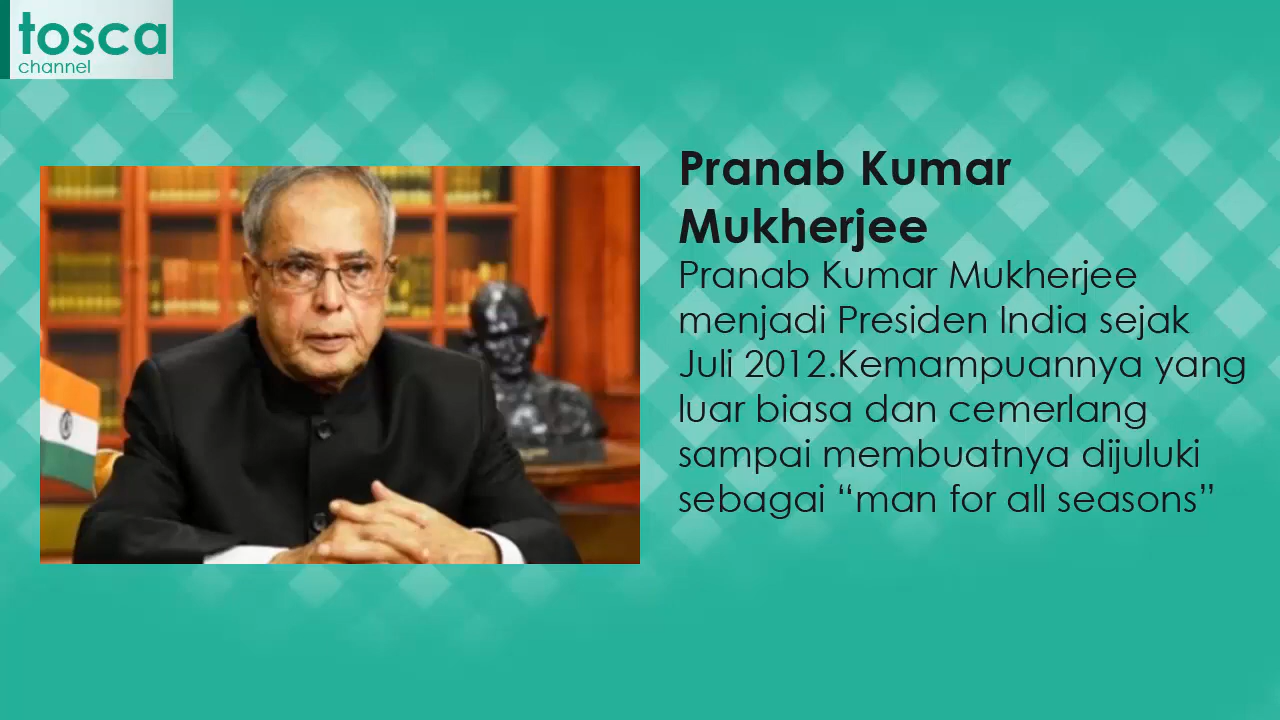 tosca
channel
Pranab Kumar
Mukherjee
Pranab Kumar Mukherjee
menjadi Presiden India sejak
Juli 2012.Kemampuannya yang
luar biasa dan cemerlang
sampai membuatnya dijuluki
sebagai “man for all seasons”